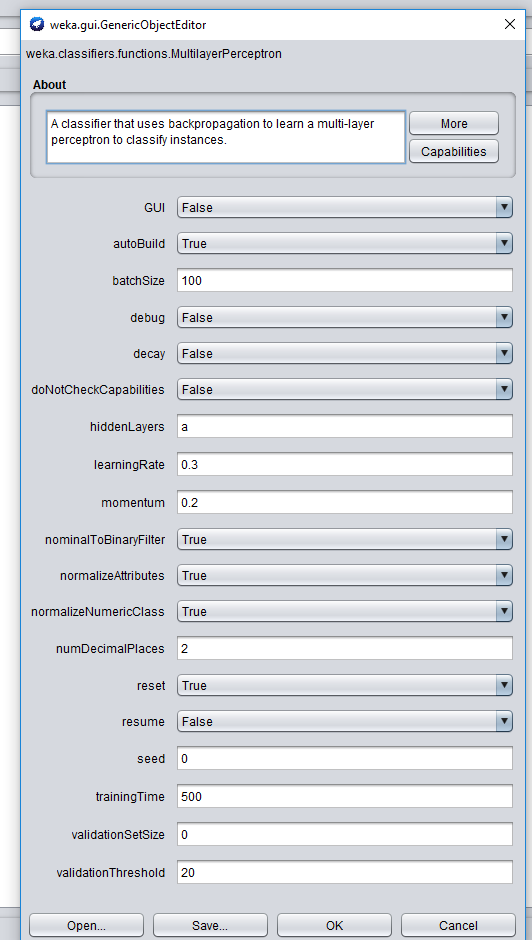 weka.gui.GenericObjectEditor
weka.classifiers.functions.MultilayerPerceptron
About
A classifier that uses backpropagation to learn a multi-layer
perceptron to classify instances.
More
Capabilities
GUI False
autoBuild True
batchSize 100
debug False
decay False
doNotCheckCapabilities False
hiddenLayers a
learningRate 0.3
momentum 0.2
nominalToBinaryFilter True
normalizeAttributes True
normalizeNumericClass True
numDecimalPlaces 2
reset True
resume False
seed 0
trainingTime 500
validationSetSize 0
validationThreshold 20
Open... Save... OK Cancel